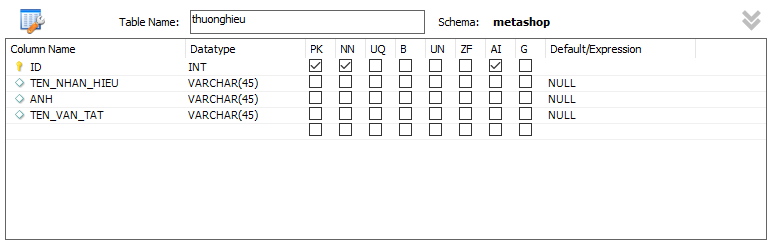 Table Name: thuonghieu Schema: metashop
Column Name Datatype PK NN UQ B UN ZF AI G Default/Expression
ID INT
TEN_NHAN_HIEU VARCHAR(45) NULL
ANH VARCHAR(45) NULL
TEN_VAN_TAT VARCHAR(45) NULL